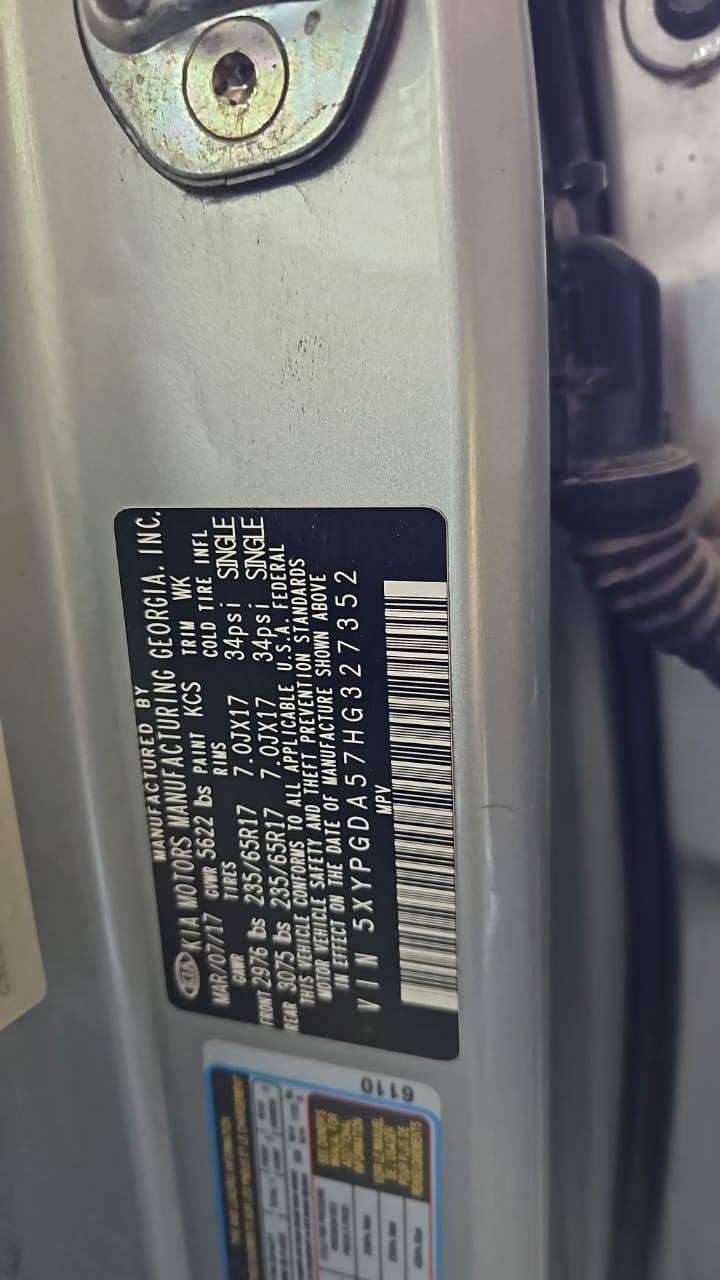 MANUFACTURED BY
KIA KIA MOTORS MANUFACTURING GEORGIA, INC.
MAR/07/17 GVWR 5622 lbs PAINT KCS TRIM WK
GAWR TIRES RIMS COLD TIRE INFL
FRONT 2976 lbs 235/65R17 7.0JX17 34psi SINGLE
REAR 3075 lbs 235/65R17 7.0JX17 34psi SINGLE
THIS VEHICLE CONFORMS TO ALL APPLICABLE U.S.A. FEDERAL
MOTOR VEHICLE SAFETY AND THEFT PREVENTION STANDARDS
IN EFFECT ON THE DATE OF MANUFACTURE SHOWN ABOVE
VIN 5XYPGDA57HG327352
MPV
6110